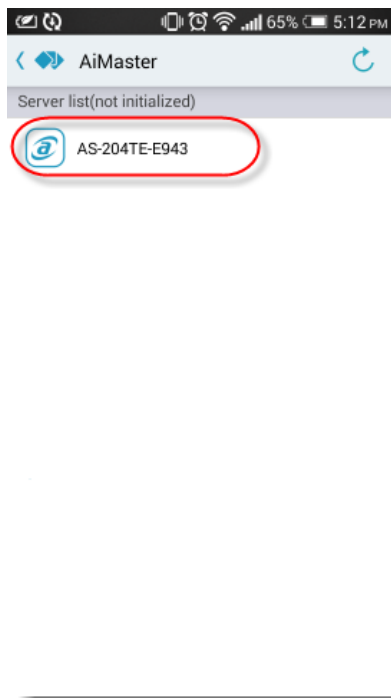 65% 5:12 PM
AiMaster
Server list(not initialized)
AS-204TE-E943